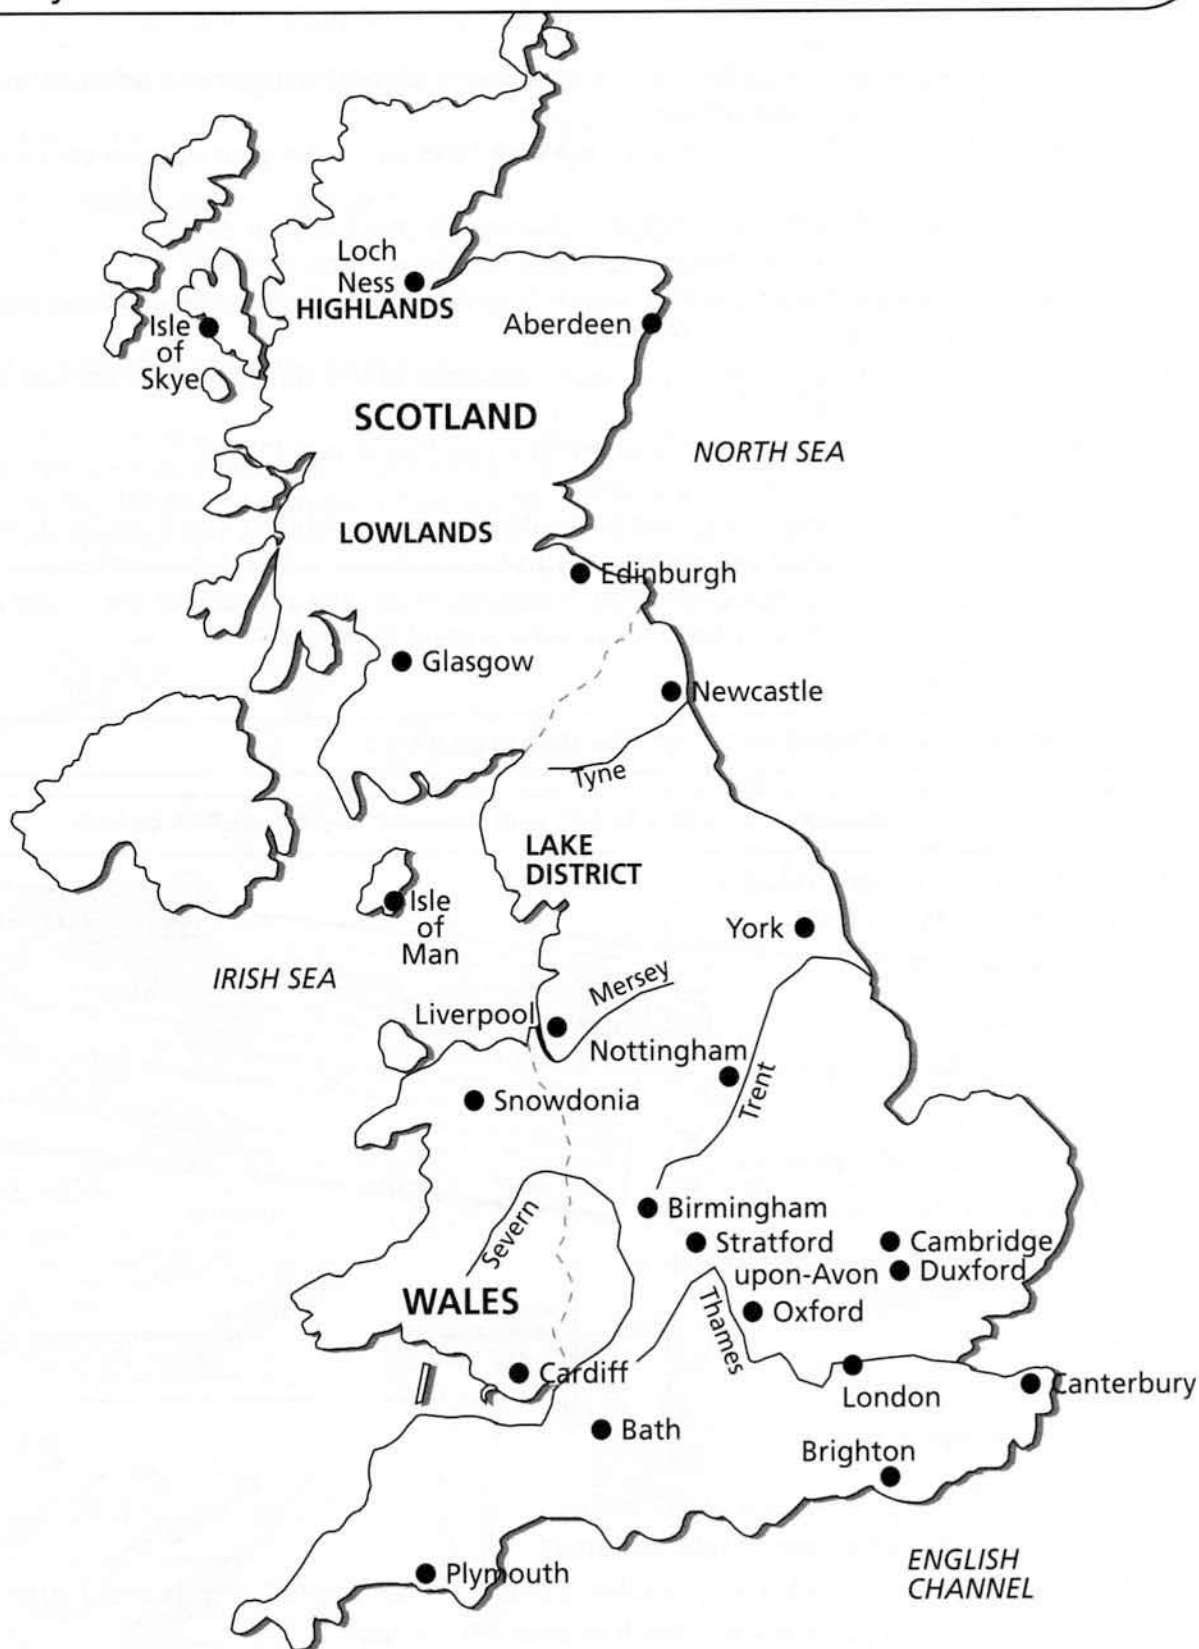 Loch
Ness
HIGHLANDS
Aberdeen
Isle
of
Skye
SCOTLAND
NORTH SEA
LOWLANDS
Edinburgh
Glasgow
Newcastle
Tyne
LAKE
DISTRICT
Isle
of
Man
York
IRISH SEA
Mersey
Liverpool
Nottingham
Trent
Snowdonia
Severn
Birmingham
Stratford
upon-Avon
Cambridge
Duxford
WALES
Thames
Oxford
Cardiff
London
Canterbury
Bath
Brighton
Plymouth
ENGLISH
CHANNEL